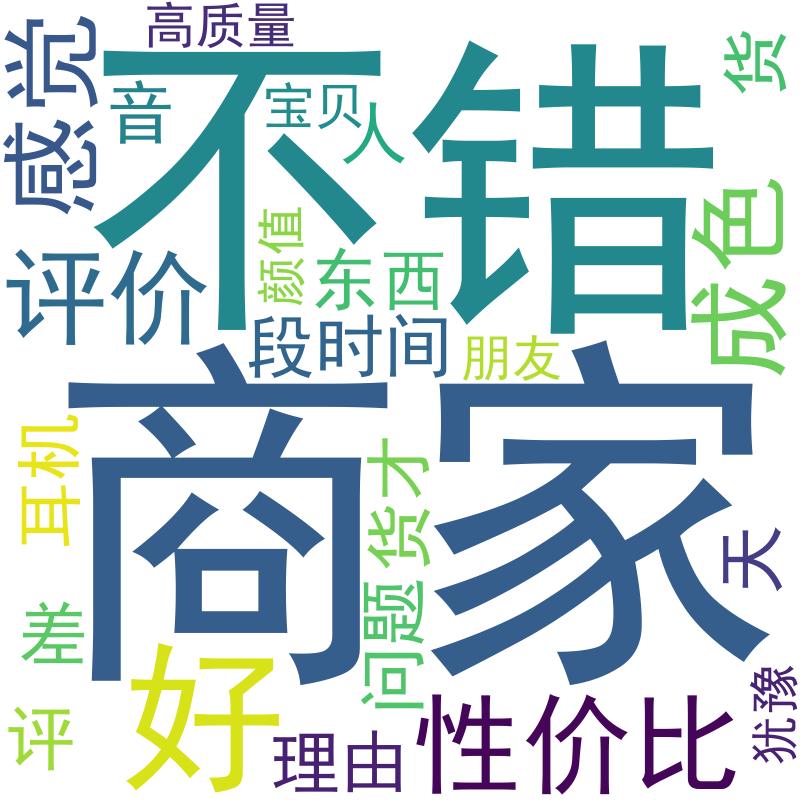 高质量
感觉
不错
货
音
宝贝
人
成色
颜值
评价
东西
段时间
朋友
商家
耳机
货才
天
问题
差
好
犹豫
性价比
评
理由